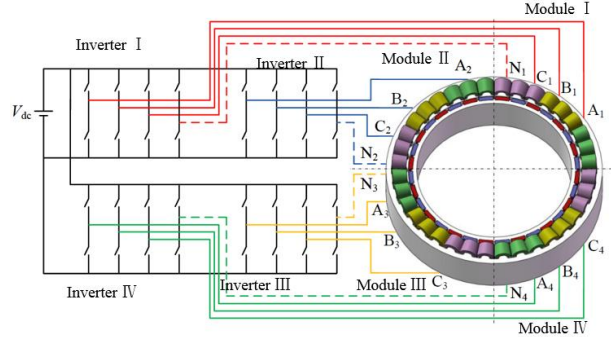 Module Ⅰ
Inverter Ⅰ
Inverter Ⅱ
Module Ⅱ
A2
N1
C1
B1
A1
Vdc
B2
C2
N2
N3
A3
B3
C3
N4
A4
B4
C4
Inverter Ⅳ
Inverter Ⅲ
Module Ⅲ
Module Ⅳ